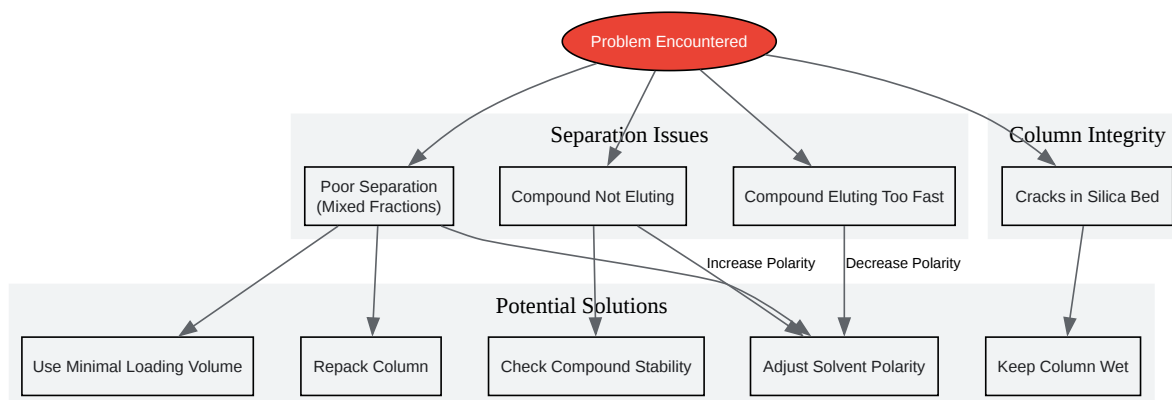 Problem Encountered
Separation Issues
Column Integrity
Poor Separation
(Mixed Fractions)
Compound Not Eluting
Compound Eluting Too Fast
Cracks in Silica Bed
Increase Polarity
Decrease Polarity
Potential Solutions
Use Minimal Loading Volume
Repack Column
Check Compound Stability
Adjust Solvent Polarity
Keep Column Wet